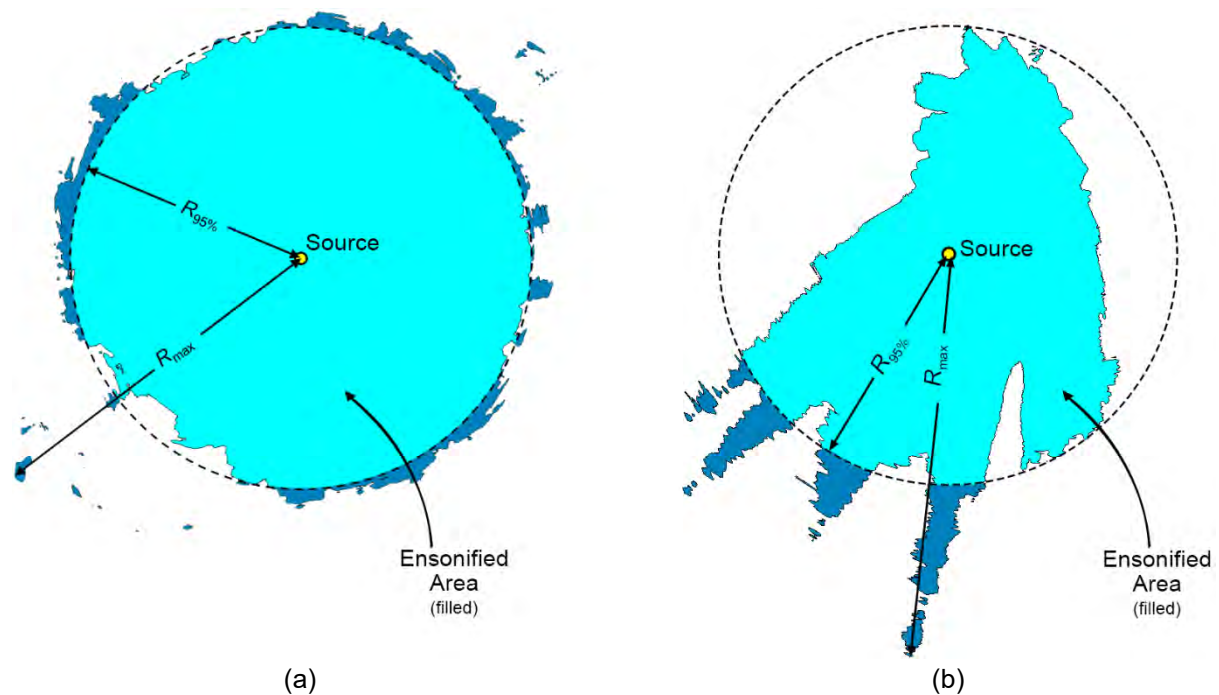 R95%
Source
Rmax
Ensonified
Area
(filled)
(a)
Source
R95%
Rmax
Ensonified
Area
(filled)
(b)